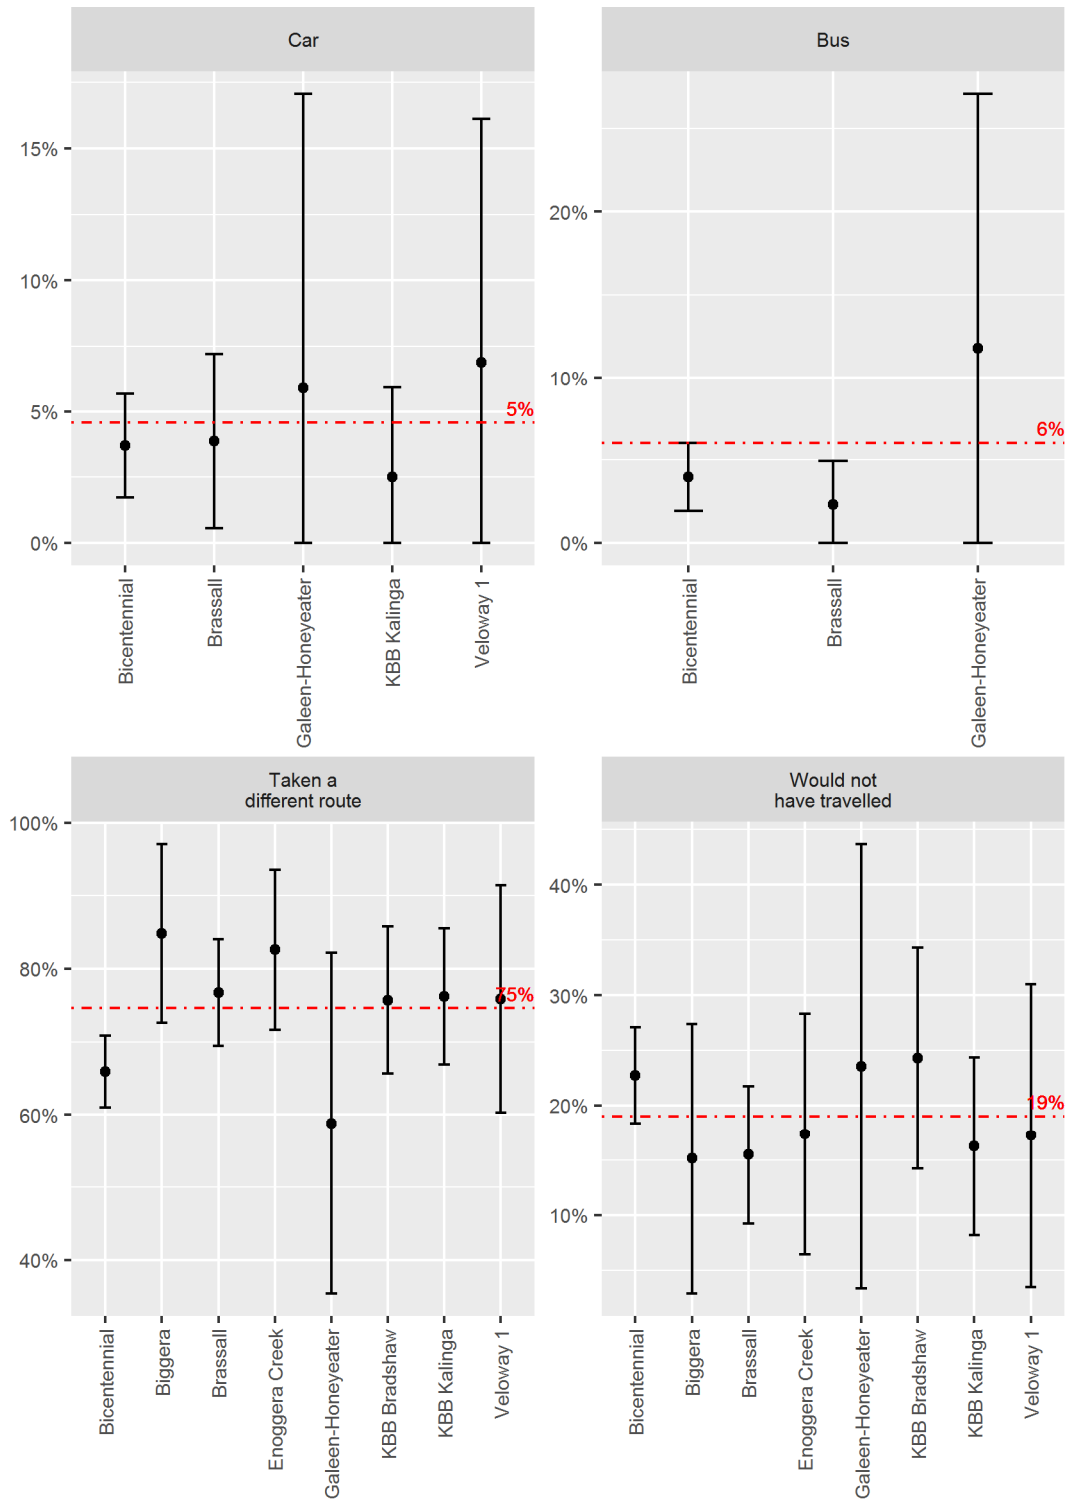 Car
15%
10%
5%
0%
5%
Bicentennial
Brassall
Galeen-Honeyeater
KBB Kalinga
Veloway 1
Bus
20%
10%
0%
6%
Bicentennial
Brassall
Galeen-Honeyeater
Taken a
different route
100%
80%
60%
40%
75%
Bicentennial
Biggera
Brassall
Enoggera Creek
Galeen-Honeyeater
KBB Bradshaw
KBB Kalinga
Veloway 1
Would not
have travelled
40%
30%
20%
10%
19%
Bicentennial
Biggera
Brassall
Enoggera Creek
Galeen-Honeyeater
KBB Bradshaw
KBB Kalinga
Veloway 1